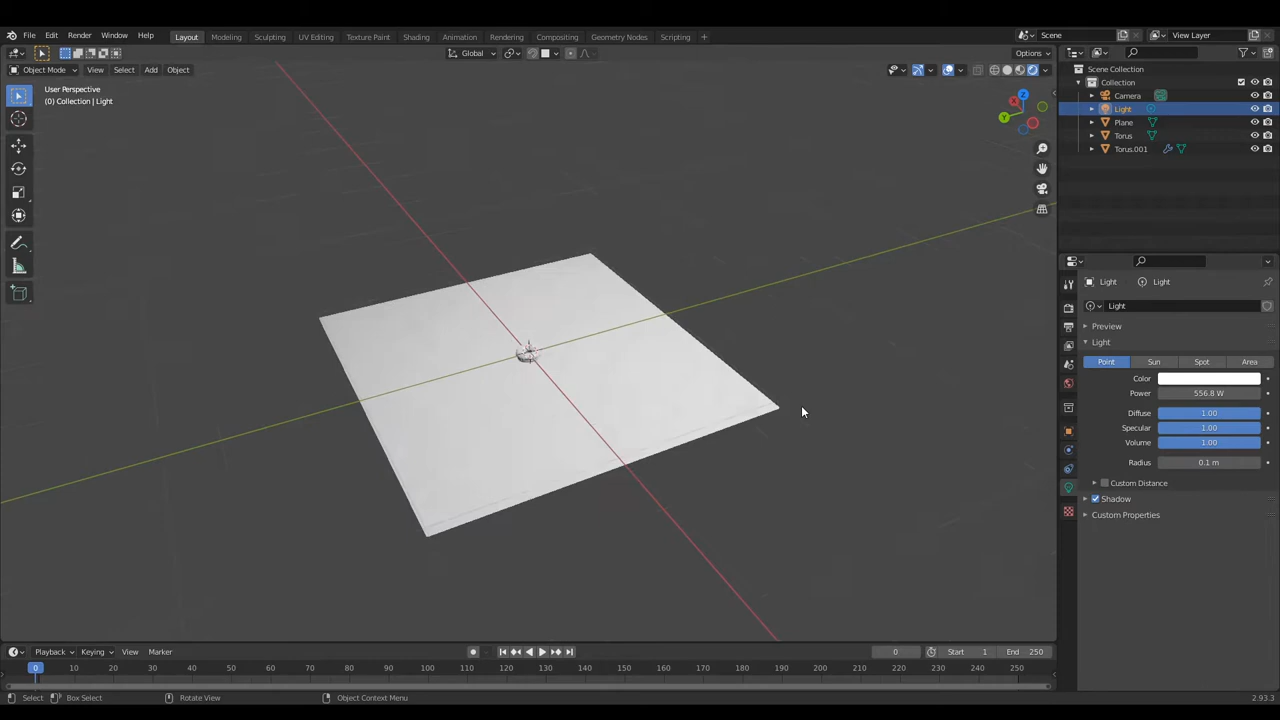 File Edit Render Window Help Layout Modeling Sculpting UV Editing Texture Paint Shading Animation Rendering Compositing Geometry Nodes Scripting + Scene View Layer
Global Options
Object Mode View Select Add Object
User Perspective
(0) Collection | Light
X
Y
Z
Scene Collection
Collection
Camera
Light
Plane
Torus
Torus.001
Light Light
Light
Preview
Light
Point Sun Spot Area
Color
Power 556.8 W
Diffuse 1.00
Specular 1.00
Volume 1.00
Radius 0.1 m
Custom Distance
Shadow
Custom Properties
Playback Keying View Marker 0 Start 1 End 250
0 10 20 30 40 50 60 70 80 90 100 110 120 130 140 150 160 170 180 190 200 210 220 230 240 250
Select Box Select Rotate View Object Context Menu 2.93.3